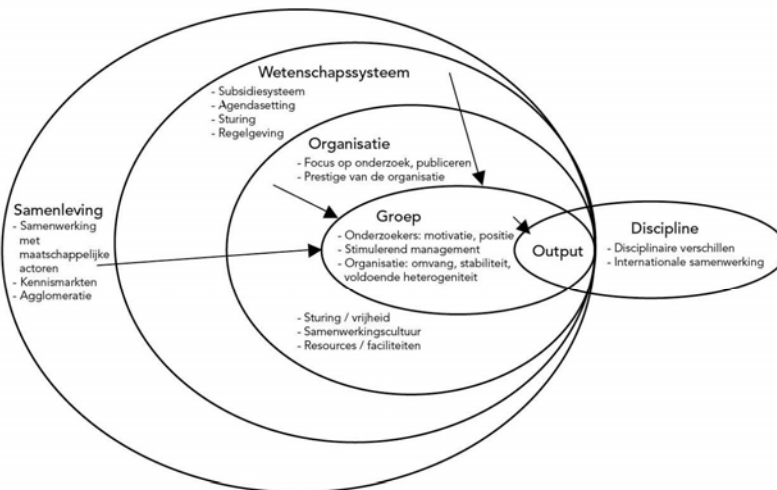 Wetenschapssysteem
- Subsidiesysteem
- Agendasetting
- Sturing
- Regelgeving
Organisatie
- Focus op onderzoek, publiceren
- Prestige van de organisatie
Samenleving
- Samenwerking
met
maatschappelijke
actoren
- Kennismarkten
- Agglomeratie
Groep
- Onderzoekers: motivatie, positie
- Stimulerend management
- Organisatie: omvang, stabiliteit,
voldoende heterogeniteit
Output
Discipline
- Disciplinaire verschillen
- Internationale samenwerking
- Sturing / vrijheid
- Samenwerkingscultuur
- Resources / faciliteiten